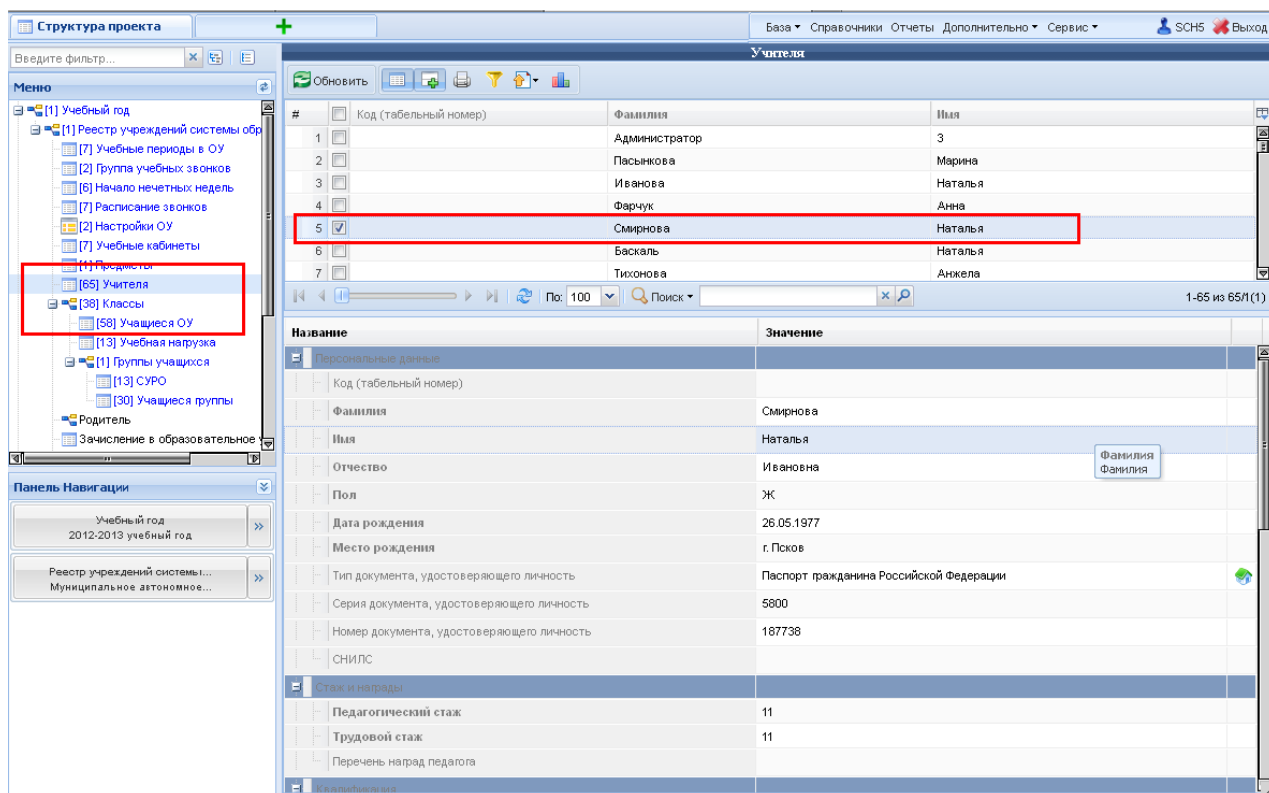 Структура проекта
База Справочники Отчеты Дополнительно Сервис SCH5 Выход
Введите фильтр...
Меню
[1] Учебный год
[1] Реестр учреждений системы обр
[7] Учебные периоды в ОУ
[2] Группа учебных звонков
[6] Начало нечетных недель
[7] Расписание звонков
[2] Настройки ОУ
[7] Учебные кабинеты
[1] Предметы
[65] Учителя
[38] Классы
[58] Учащиеся ОУ
[13] Учебная нагрузка
[1] Группы учащихся
[13] СУРО
[30] Учащиеся группы
Родитель
Зачисление в образовательное у
Панель Навигации
Учебный год
2012-2013 учебный год
Реестр учреждений системы...
Муниципальное автономное...
Учителя
Обновить
# Код (табельный номер) Фамилия Имя
1 Администратор 3
2 Пасынкова Марина
3 Иванова Наталья
4 Фарчук Анна
5 Смирнова Наталья
6 Баскаль Наталья
7 Тихонова Анжела
По: 100 Поиск 1-65 из 65/1(1)
Название Значение
Персональные данные
Код (табельный номер)
Фамилия Смирнова
Имя Наталья
Отчество Ивановна
Фамилия
Фамилия
Пол Ж
Дата рождения 26.05.1977
Место рождения г. Псков
Тип документа, удостоверяющего личность Паспорт гражданина Российской Федерации
Серия документа, удостоверяющего личность 5800
Номер документа, удостоверяющего личность 187738
СНИЛС
Стаж и награды
Педагогический стаж 11
Трудовой стаж 11
Перечень наград педагога
Квалификация